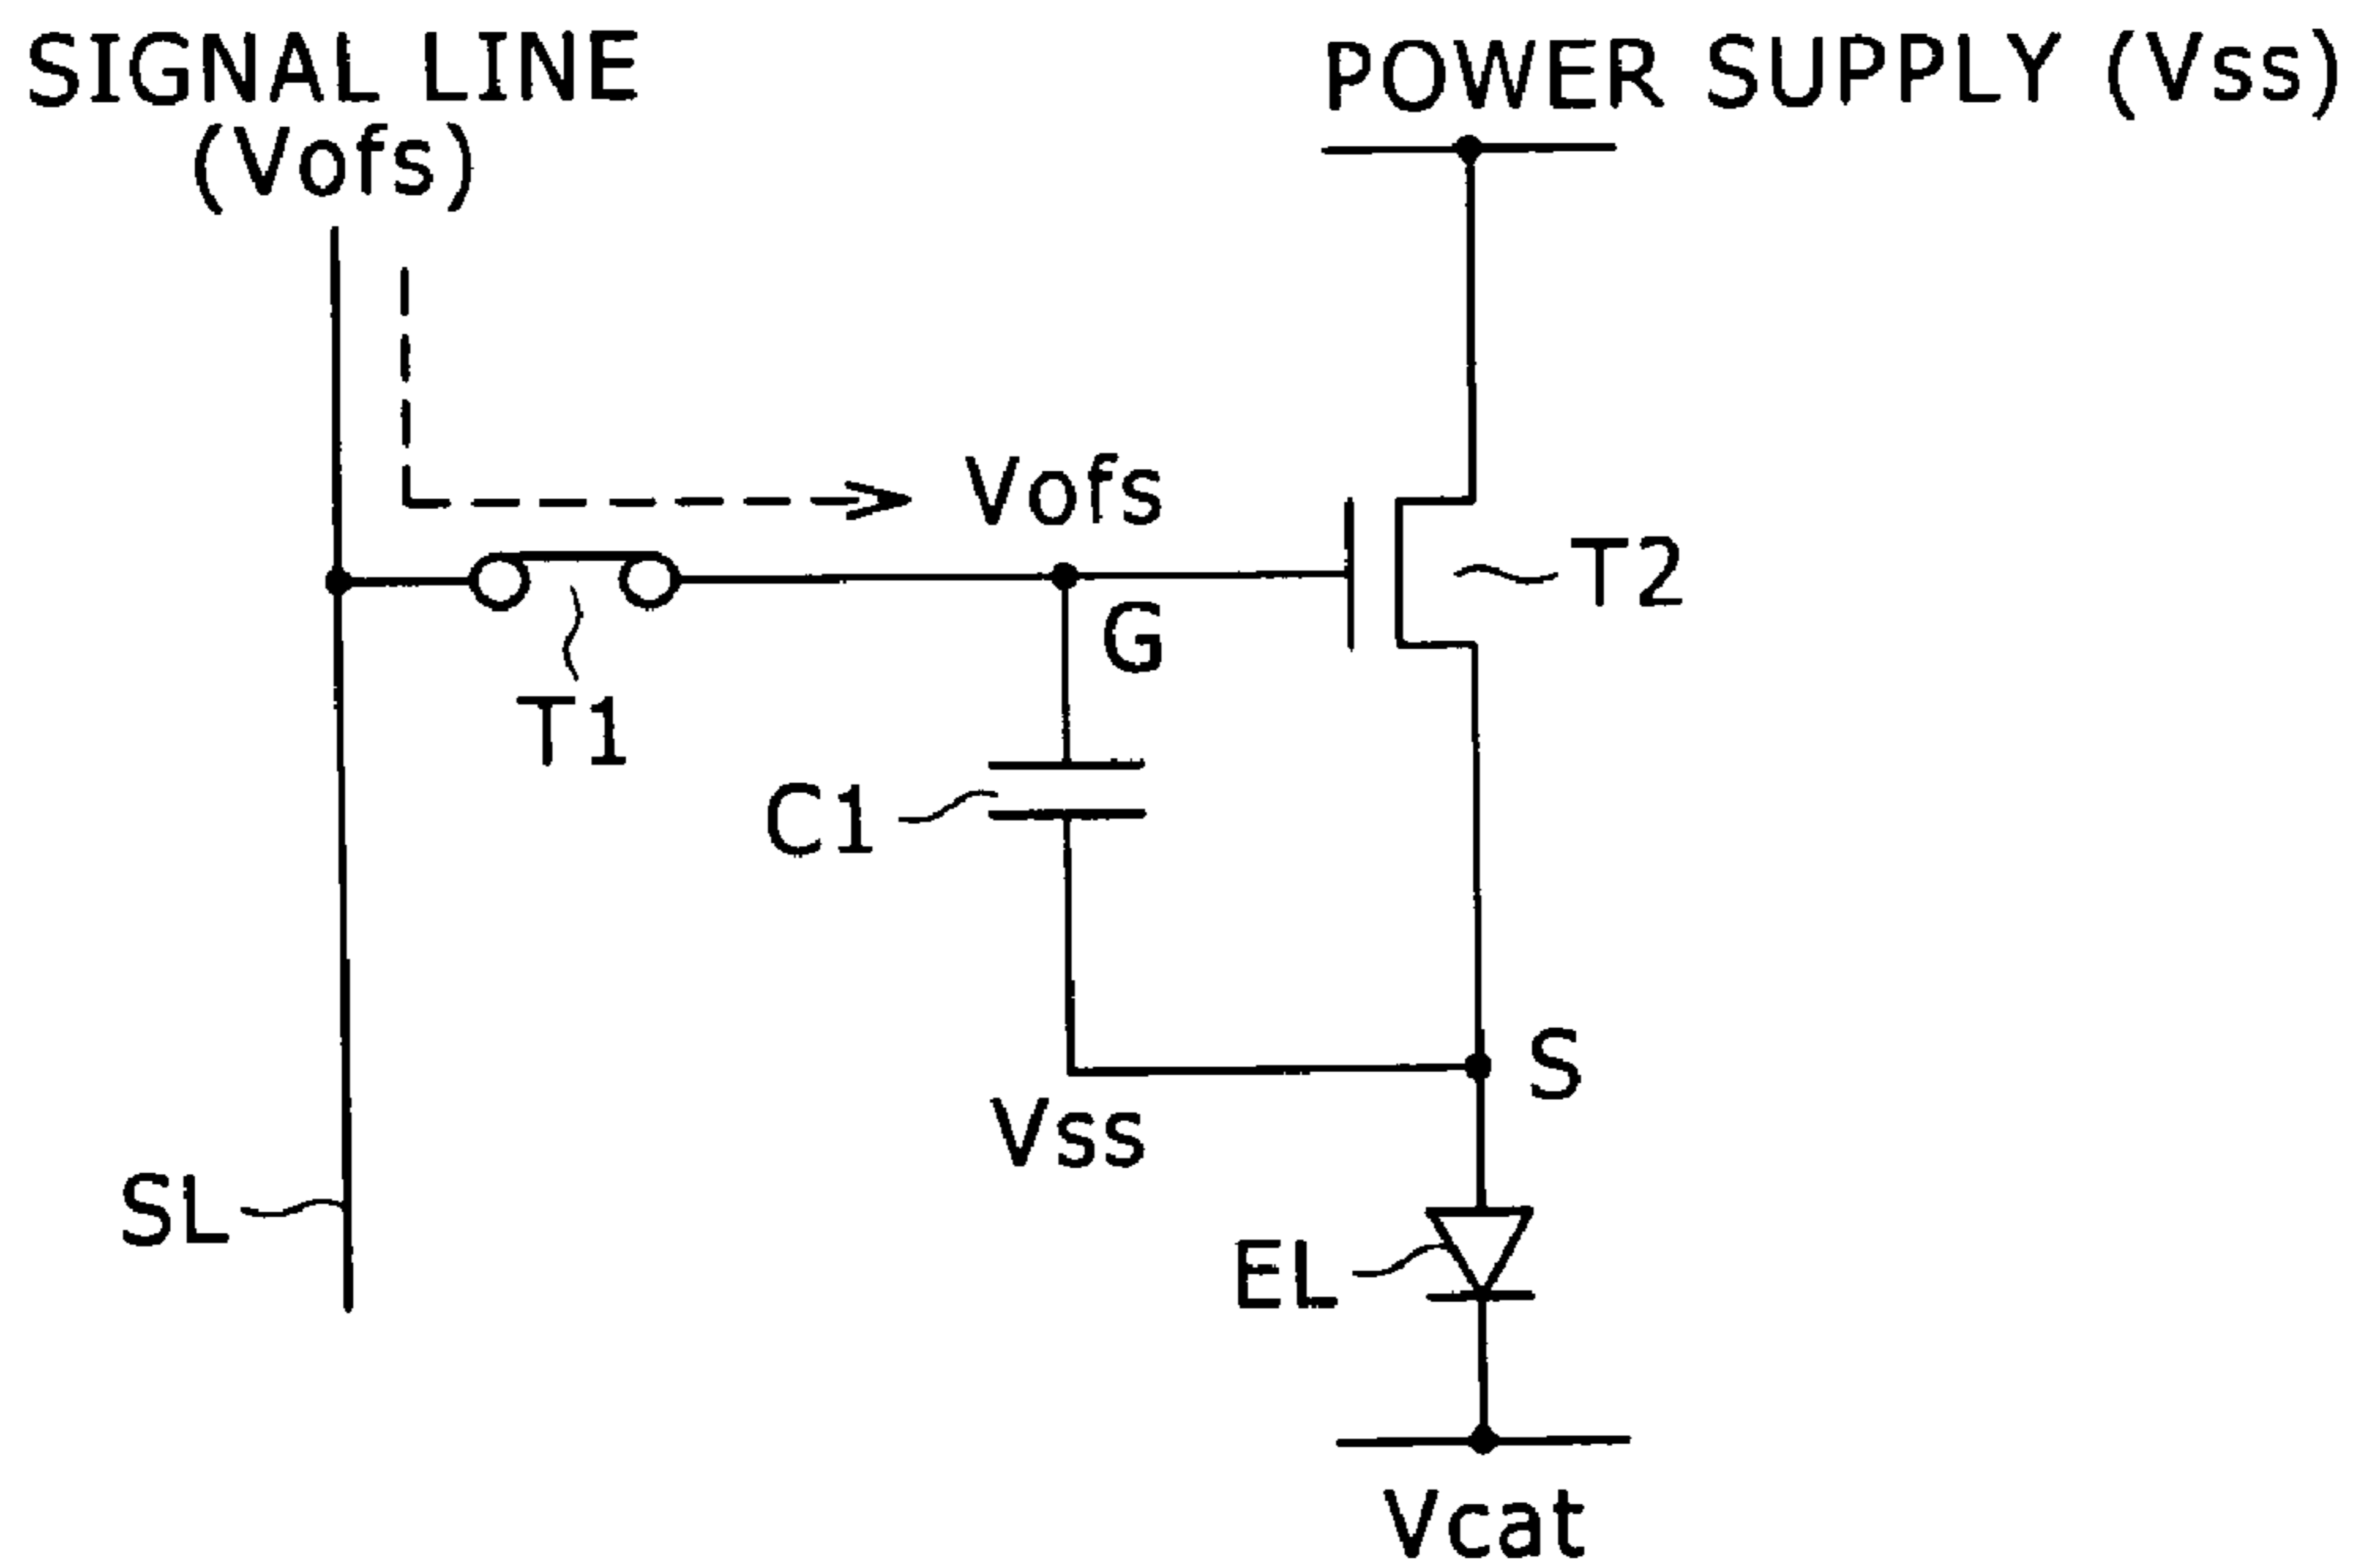 SIGNAL LINE
(Vofs)
POWER SUPPLY (Vss)
Vofs
G
T2
T1
C1
S
Vss
SL
EL
Vcat